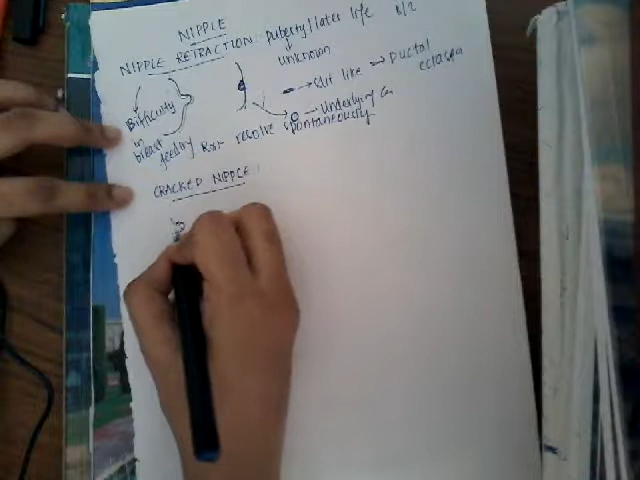 NIPPLE
NIPPLE RETRACTION: puberty/later life
unknown
slit like → Ductal ectasia
Underlying Ca
Difficulty in breast feeding
resolve spontaneously
CRACKED NIPPLE: